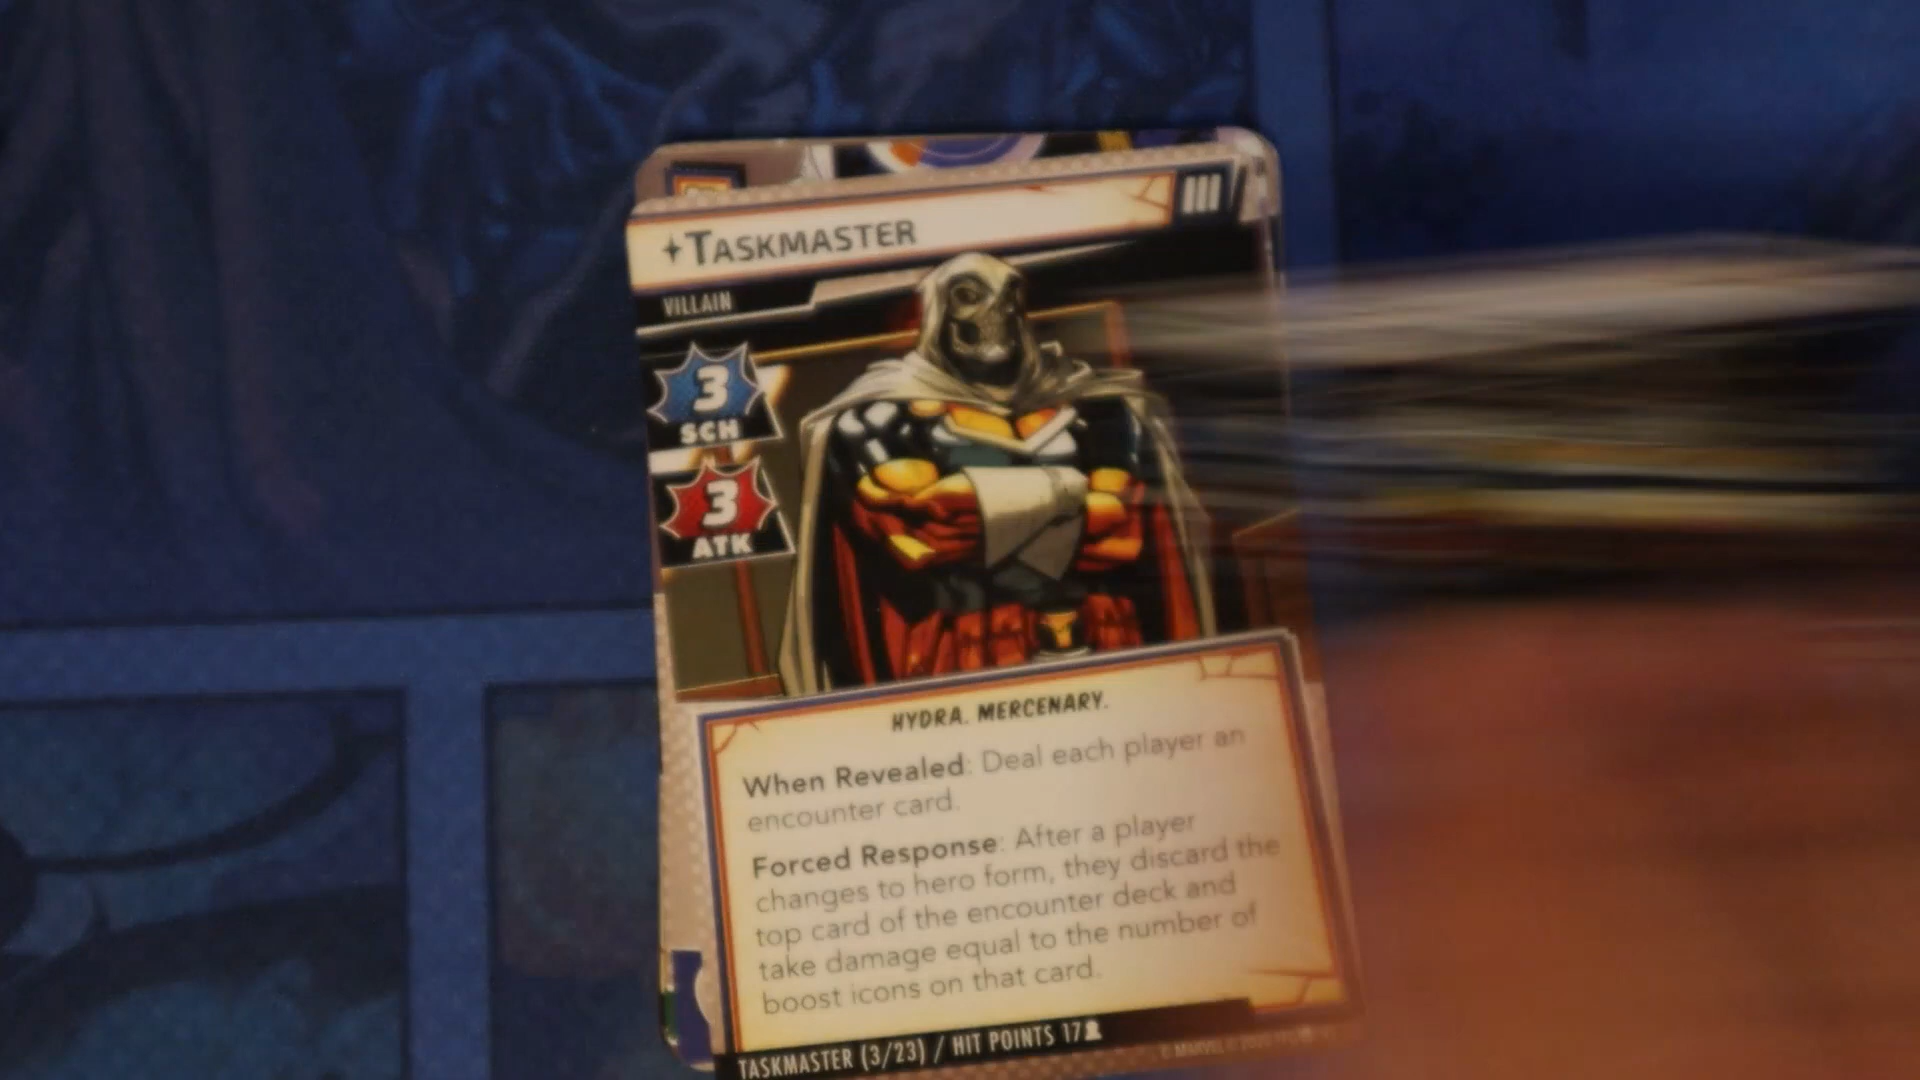 TASKMASTER
III
VILLAIN
3
SCH
3
ATK
HYDRA. MERCENARY.
When Revealed: Deal each player an
encounter card.
Forced Response: After a player
changes to hero form, they discard the
top card of the encounter deck and
take damage equal to the number of
boost icons on that card.
TASKMASTER (3/23) / HIT POINTS 17